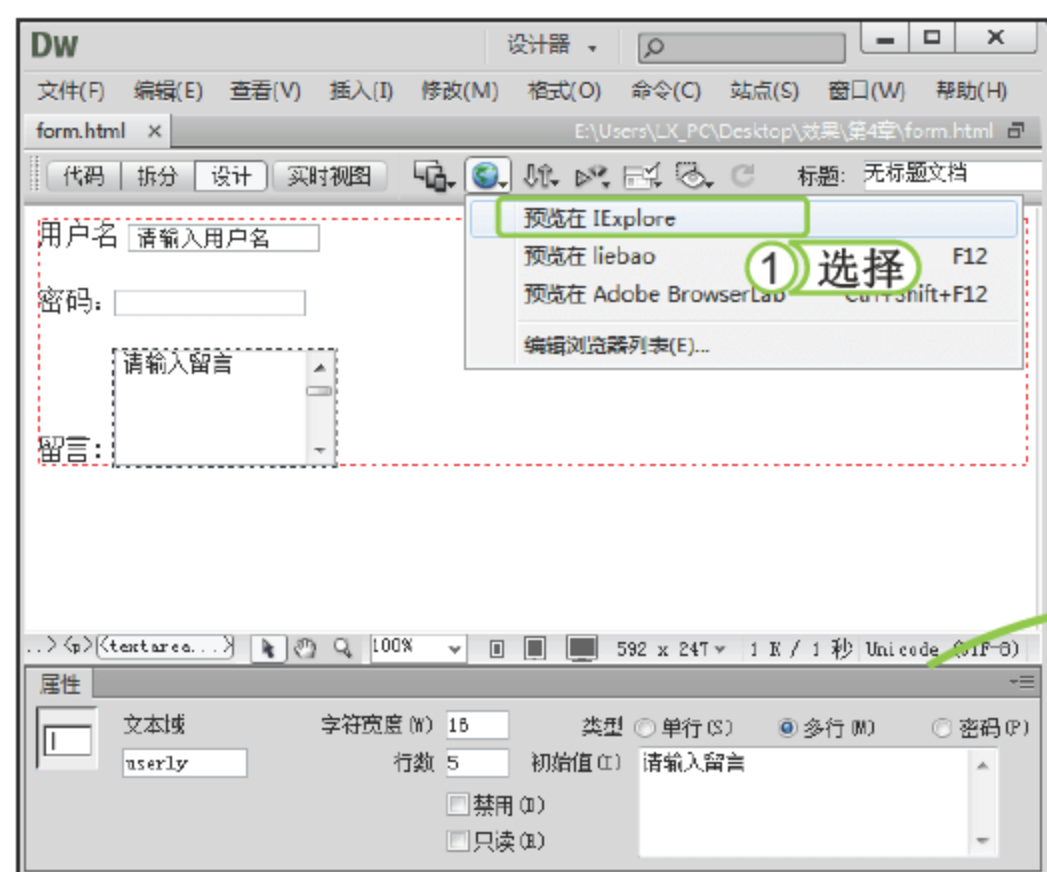 Dw 设计器
文件(F) 编辑(E) 查看(V) 插入(I) 修改(M) 格式(O) 命令(C) 站点(S) 窗口(W) 帮助(H)
form.html × E:\Users\LX_PC\Desktop\效果\第4章\form.html
代码 拆分 设计 实时视图 标题: 无标题文档
预览在 IExplore
用户名 请输入用户名
预览在 liebao F12
① 选择
密码:
预览在 Adobe BrowserLab Ctrl+Shift+F12
编辑浏览器列表(E)...
请输入留言
留言:
..> <p> <textarea...> 100% 592 x 247 1 K / 1 秒 Unicode (UTF-8)
属性
文本域 字符宽度(W) 16 类型 单行(S) 多行(M) 密码(P)
userly 行数 5 初始值(I) 请输入留言
禁用(D)
只读(R)